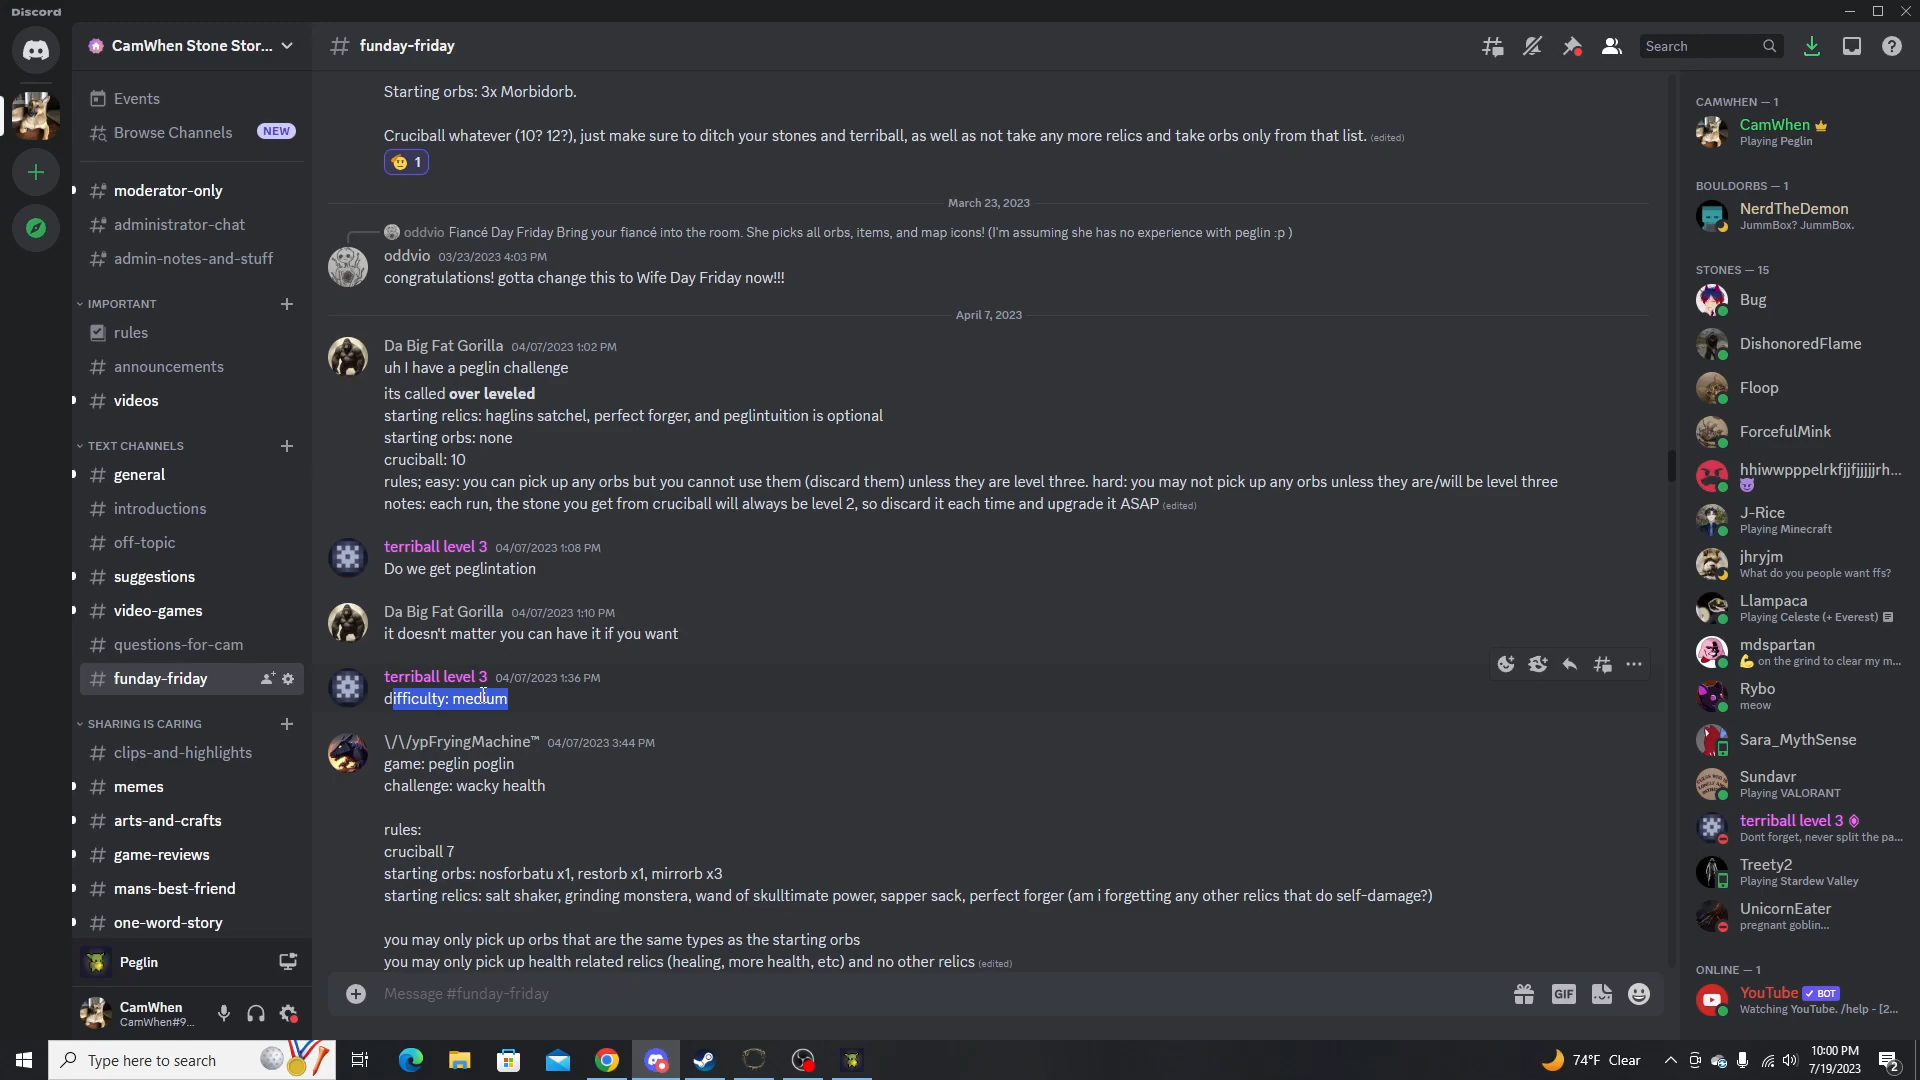 Discord
CamWhen Stone Stor...
Events
Browse Channels NEW
moderator-only
administrator-chat
admin-notes-and-stuff
IMPORTANT
rules
announcements
videos
TEXT CHANNELS
general
introductions
off-topic
suggestions
video-games
questions-for-cam
funday-friday
SHARING IS CARING
clips-and-highlights
memes
arts-and-crafts
game-reviews
mans-best-friend
one-word-story
Peglin
CamWhen
CamWhen#9...
funday-friday
Search
Starting orbs: 3x Morbidorb.
Cruciball whatever (10? 12?), just make sure to ditch your stones and terriball, as well as not take any more relics and take orbs only from that list. (edited)
1
March 23, 2023
oddvio Fiancé Day Friday Bring your fiancé into the room. She picks all orbs, items, and map icons! (I'm assuming she has no experience with peglin :p )
oddvio 03/23/2023 4:03 PM
congratulations! gotta change this to Wife Day Friday now!!!
April 7, 2023
Da Big Fat Gorilla 04/07/2023 1:02 PM
uh I have a peglin challenge
its called over leveled
starting relics: haglins satchel, perfect forger, and peglintuition is optional
starting orbs: none
cruciball: 10
rules; easy: you can pick up any orbs but you cannot use them (discard them) unless they are level three. hard: you may not pick up any orbs unless they are/will be level three
notes: each run, the stone you get from cruciball will always be level 2, so discard it each time and upgrade it ASAP (edited)
terriball level 3 04/07/2023 1:08 PM
Do we get peglintation
Da Big Fat Gorilla 04/07/2023 1:10 PM
it doesn't matter you can have it if you want
terriball level 3 04/07/2023 1:36 PM
difficulty: medium
\/\/ypFryingMachine™ 04/07/2023 3:44 PM
game: peglin poglin
challenge: wacky health
rules:
cruciball 7
starting orbs: nosforbatu x1, restorb x1, mirrorb x3
starting relics: salt shaker, grinding monstera, wand of skulltimate power, sapper sack, perfect forger (am i forgetting any other relics that do self-damage?)
you may only pick up orbs that are the same types as the starting orbs
you may only pick up health related relics (healing, more health, etc) and no other relics (edited)
Message #funday-friday
GIF
CAMWHEN — 1
CamWhen
Playing Peglin
BOULDORBS — 1
NerdTheDemon
JummBox? JummBox.
STONES — 15
Bug
DishonoredFlame
Floop
ForcefulMink
hhiwwpppelrkfjjfjjjjjrh...
J-Rice
Playing Minecraft
jhryjm
What do you people want ffs?
Llampaca
Playing Celeste (+ Everest)
mdspartan
on the grind to clear my m...
Rybo
meow
Sara_MythSense
Sundavr
Playing VALORANT
terriball level 3
Dont forget, never split the pa...
Treety2
Playing Stardew Valley
UnicornEater
pregnant goblin...
ONLINE — 1
YouTube BOT
Watching YouTube. /help - [2...
Type here to search
74°F Clear
10:00 PM
7/19/2023
2